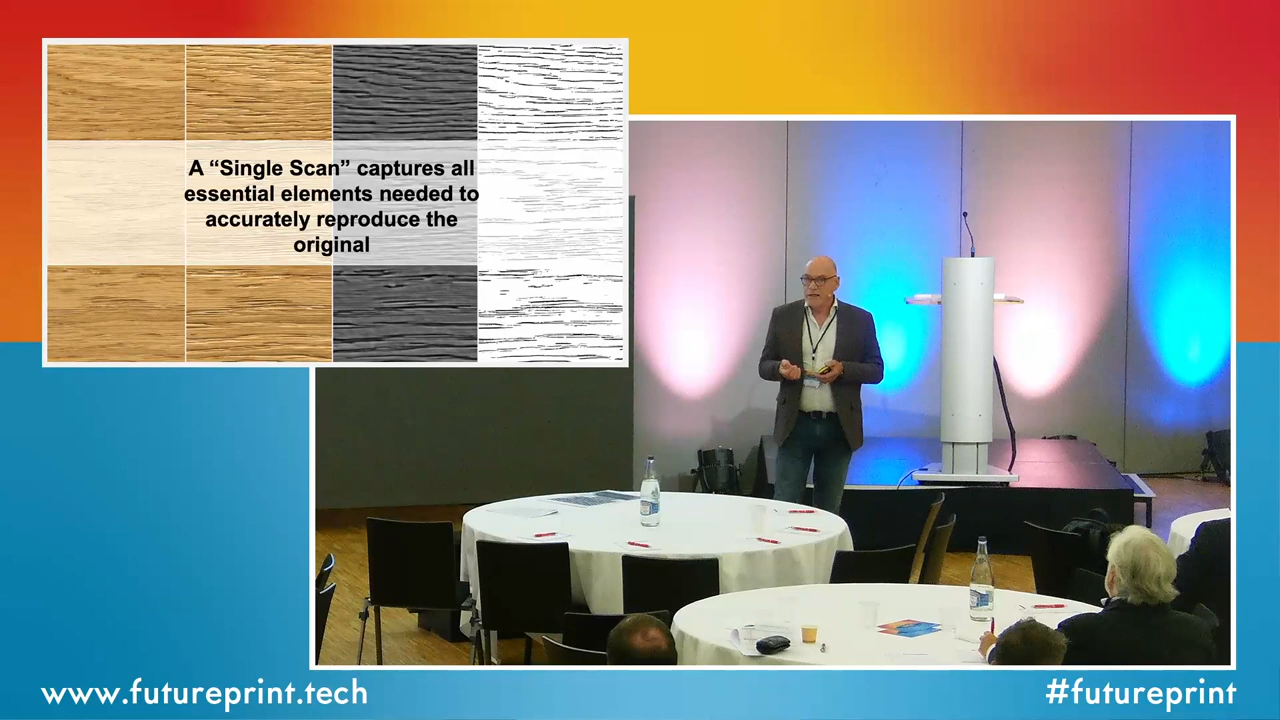 A “Single Scan” captures all
essential elements needed to
accurately reproduce the
original
www.futureprint.tech
#futureprint